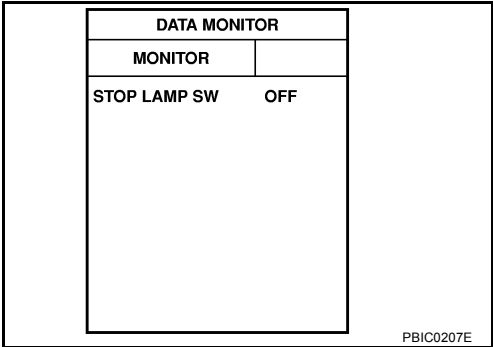 DATA MONITOR
MONITOR
STOP LAMP SW OFF
PBIC0207E